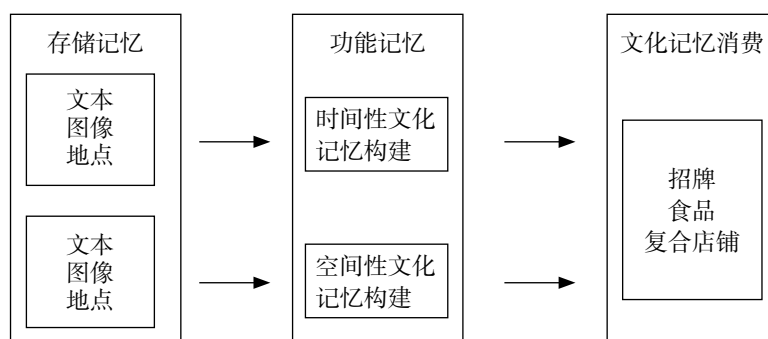 存储记忆
文本
图像
地点
文本
图像
地点
功能记忆
时间性文化
记忆构建
空间性文化
记忆构建
文化记忆消费
招牌
食品
复合店铺